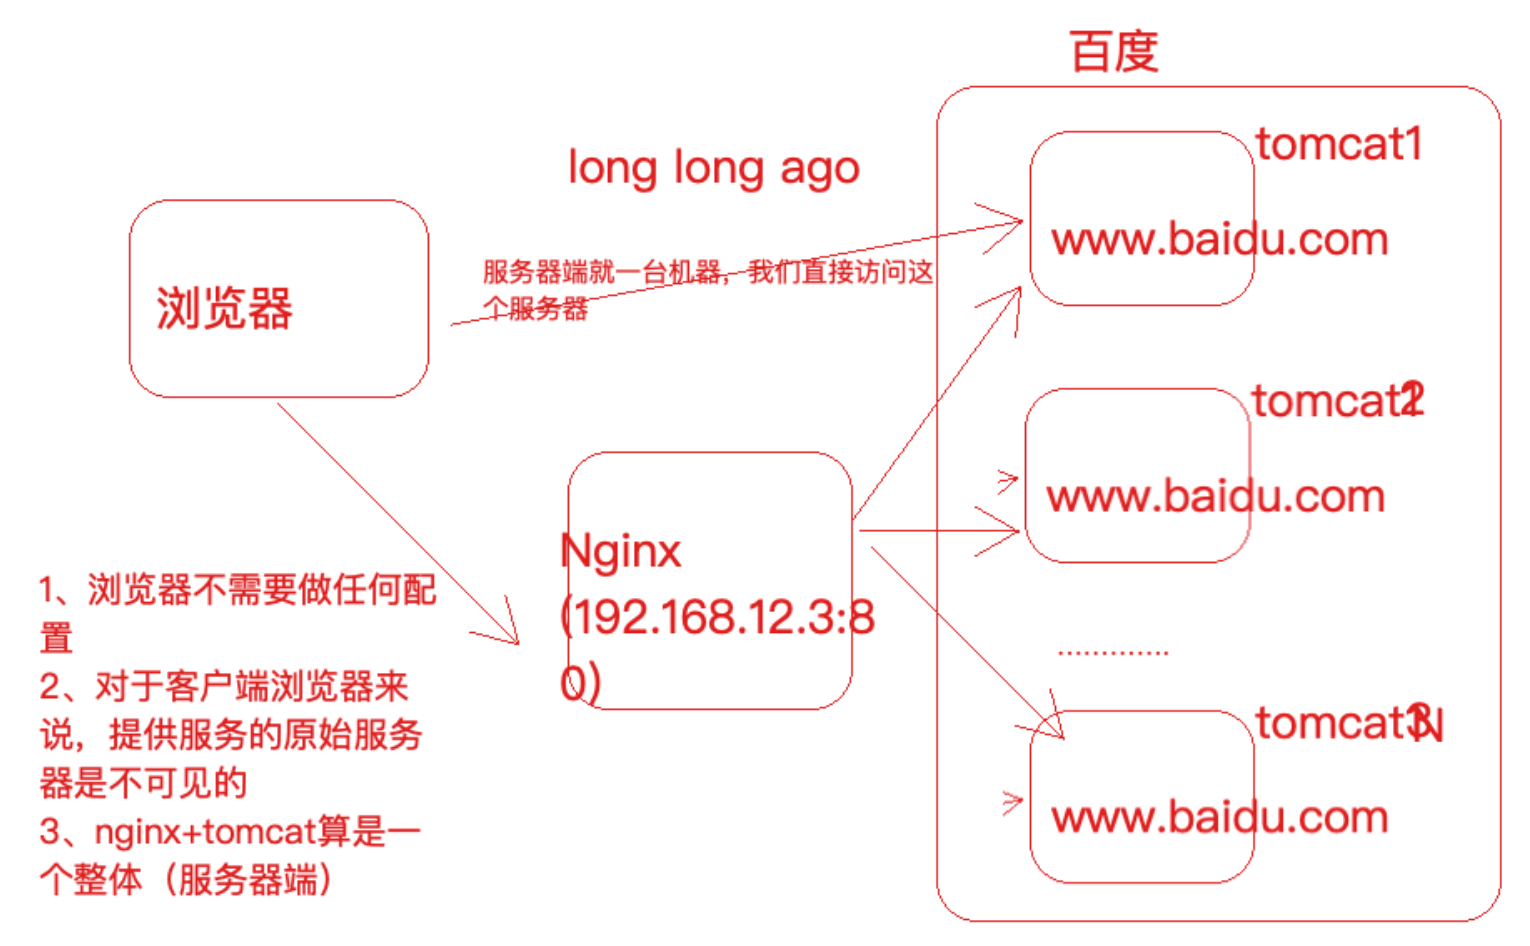 百度
tomcat1
long long ago
www.baidu.com
服务器端就一台机器，我们直接访问这
个服务器
浏览器
tomcat2
www.baidu.com
Nginx
(192.168.12.3:8
0)
1、浏览器不需要做任何配
置
2、对于客户端浏览器来
说，提供服务的原始服务
器是不可见的
3、nginx+tomcat算是一
个整体（服务器端）
.............
tomcatN
www.baidu.com